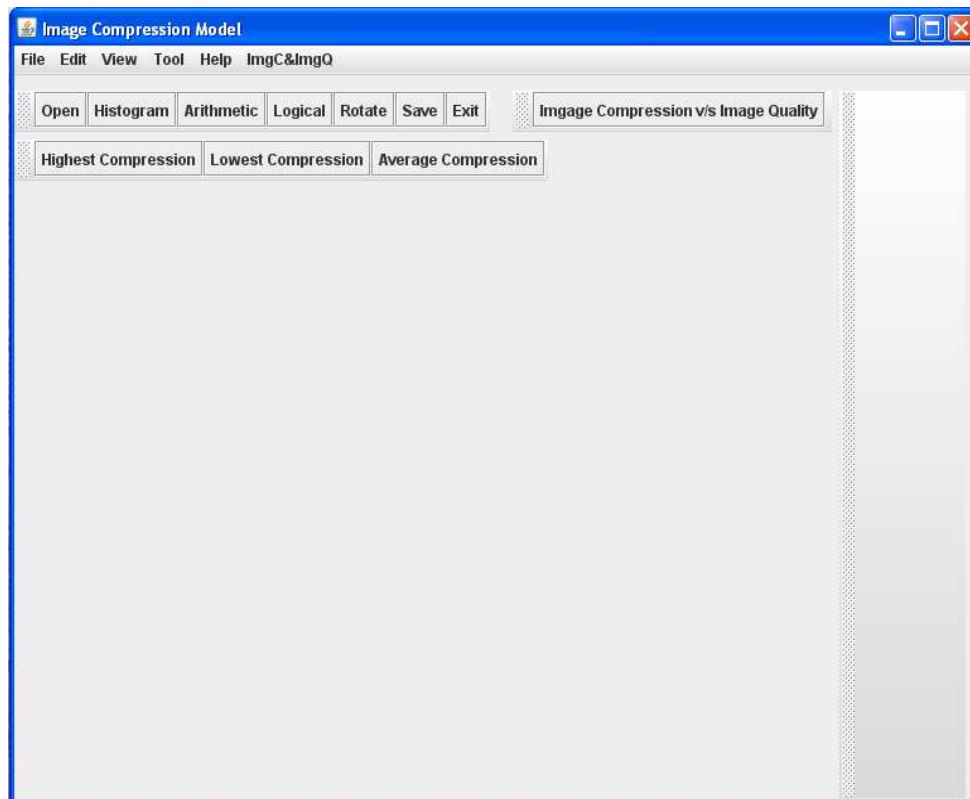 Image Compression Model
File Edit View Tool Help ImgC&ImgQ
Open Histogram Arithmetic Logical Rotate Save Exit Imgage Compression v/s Image Quality
Highest Compression Lowest Compression Average Compression